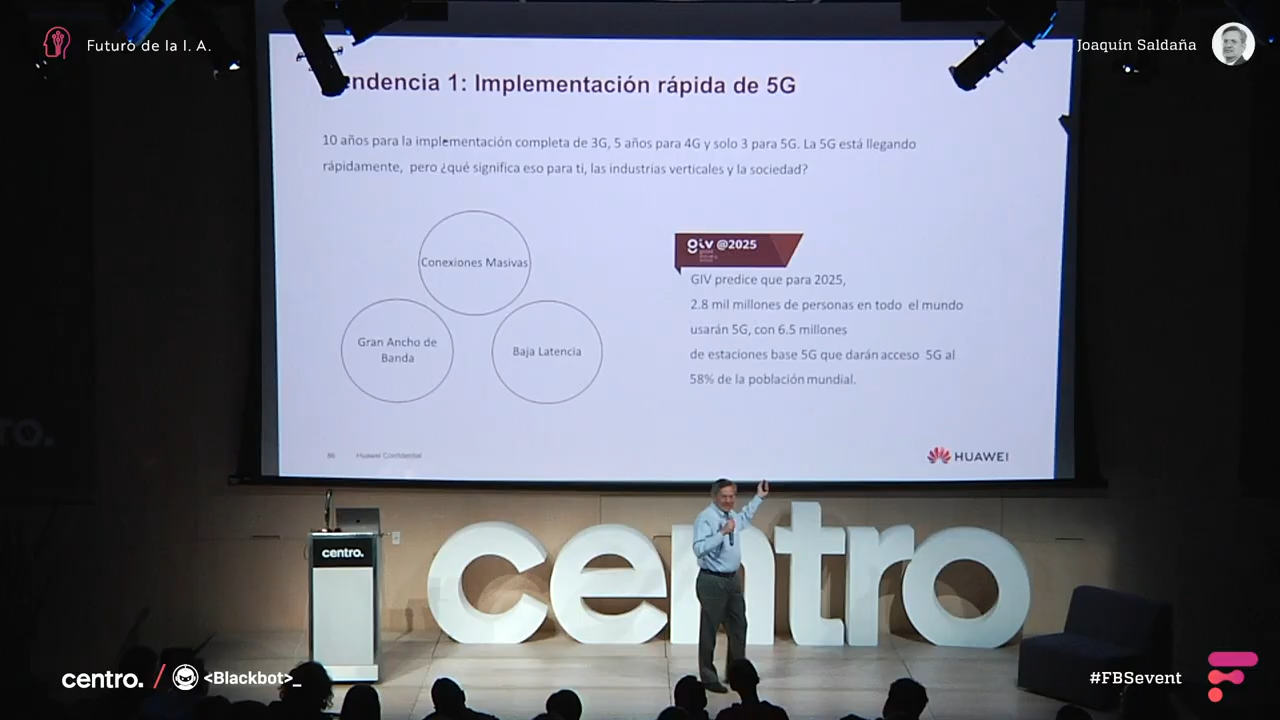 Futuro de la I. A.
Joaquín Saldaña
endencia 1: Implementación rápida de 5G
10 años para la implementación completa de 3G, 5 años para 4G y solo 3 para 5G. La 5G está llegando
rápidamente, pero ¿qué significa eso para ti, las industrias verticales y la sociedad?
Conexiones Masivas
Gran Ancho de
Banda
Baja Latencia
giv @2025
GIV predice que para 2025,
2.8 mil millones de personas en todo el mundo
usarán 5G, con 6.5 millones
de estaciones base 5G que darán acceso 5G al
58% de la población mundial.
86 Huawei Confidential
HUAWEI
ro.
centro.
centro
centro. / <Blackbot>_
#FBSevent